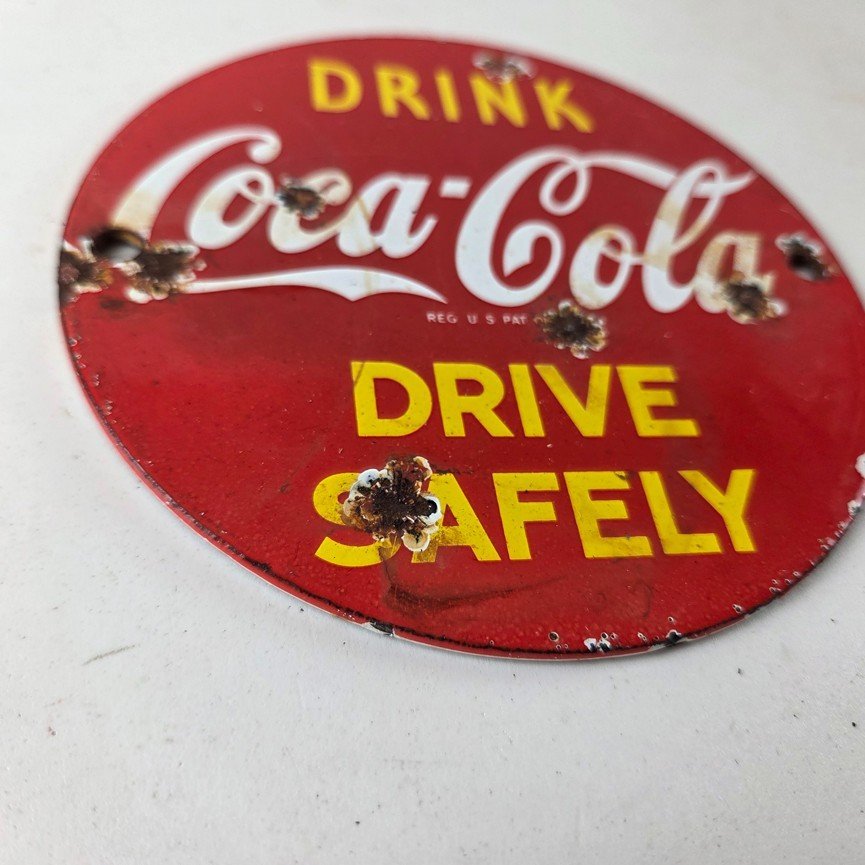 DRINK
Coca-Cola
REG U S PAT
DRIVE
SAFELY